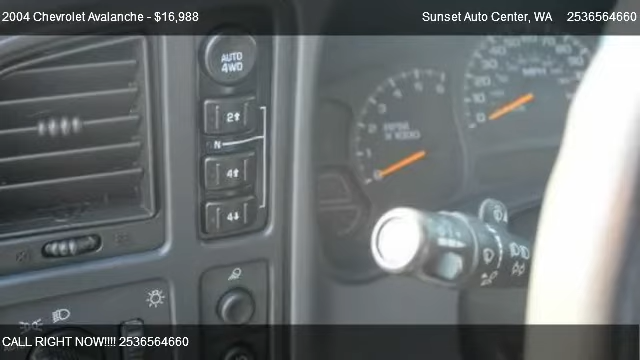 2004 Chevrolet Avalanche - $16,988
Sunset Auto Center, WA 2536564660
AUTO
4WD
2
N
4
4
RPM
X 1000
MPH
CALL RIGHT NOW!!!! 2536564660